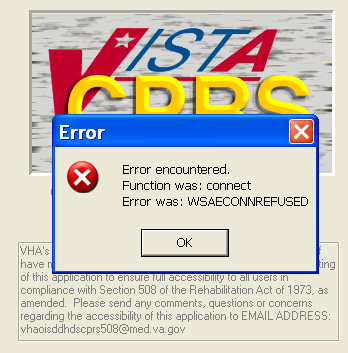 VISTA
CPRS
Error
Error encountered.
Function was: connect
Error was: WSAECONNREFUSED
OK
VHA's
have
of this application to ensure full accessibility to all users in
compliance with Section 508 of the Rehabilitation Act of 1973, as
amended. Please send any comments, questions or concerns
regarding the accessibility of this application to EMAIL ADDRESS:
vhaoisddhdscprs508@med.va.gov